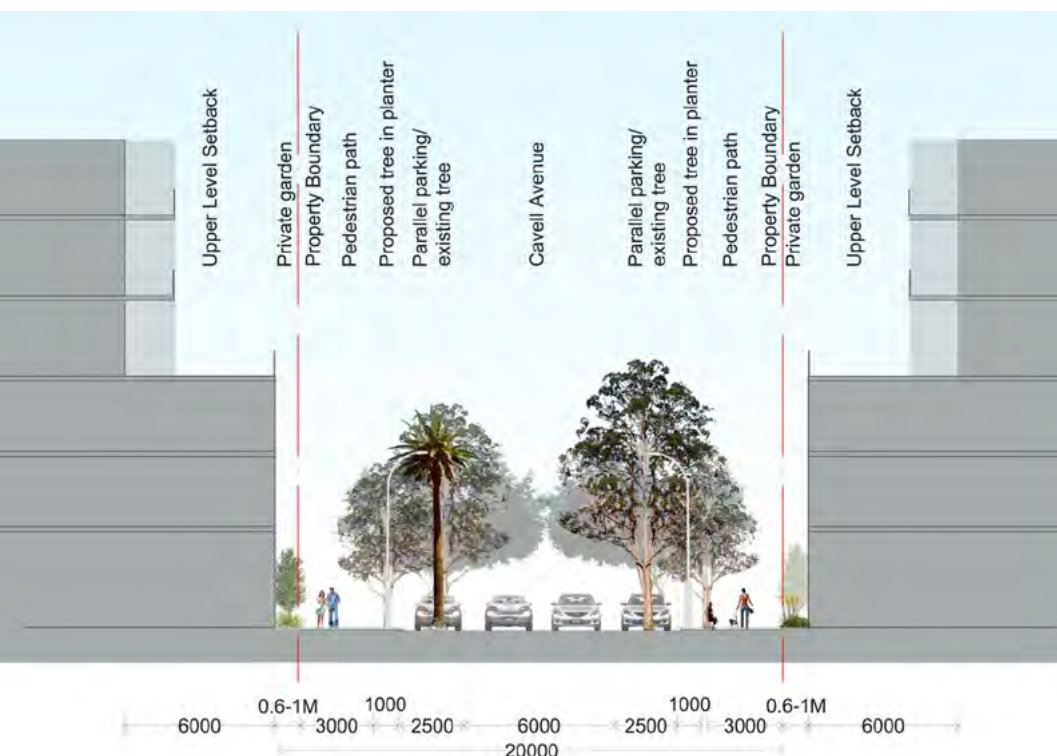 Upper Level Setback
Private garden
Property Boundary
Pedestrian path
Proposed tree in planter
Parallel parking/
existing tree
Cavell Avenue
Parallel parking/
existing tree
Proposed tree in planter
Pedestrian path
Property Boundary
Private garden
Upper Level Setback
0.6-1M 1000 1000 0.6-1M
6000 3000 2500 6000 2500 3000 6000
20000